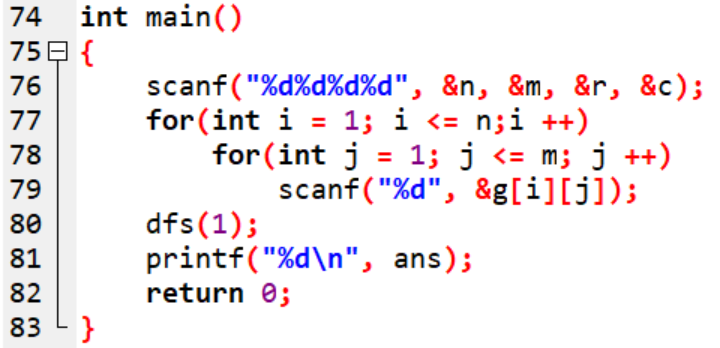 74 int main()
75 {
76 scanf("%d%d%d%d", &n, &m, &r, &c);
77 for(int i = 1; i <= n;i ++)
78 for(int j = 1; j <= m; j ++)
79 scanf("%d", &g[i][j]);
80 dfs(1);
81 printf("%d\n", ans);
82 return 0;
83 }